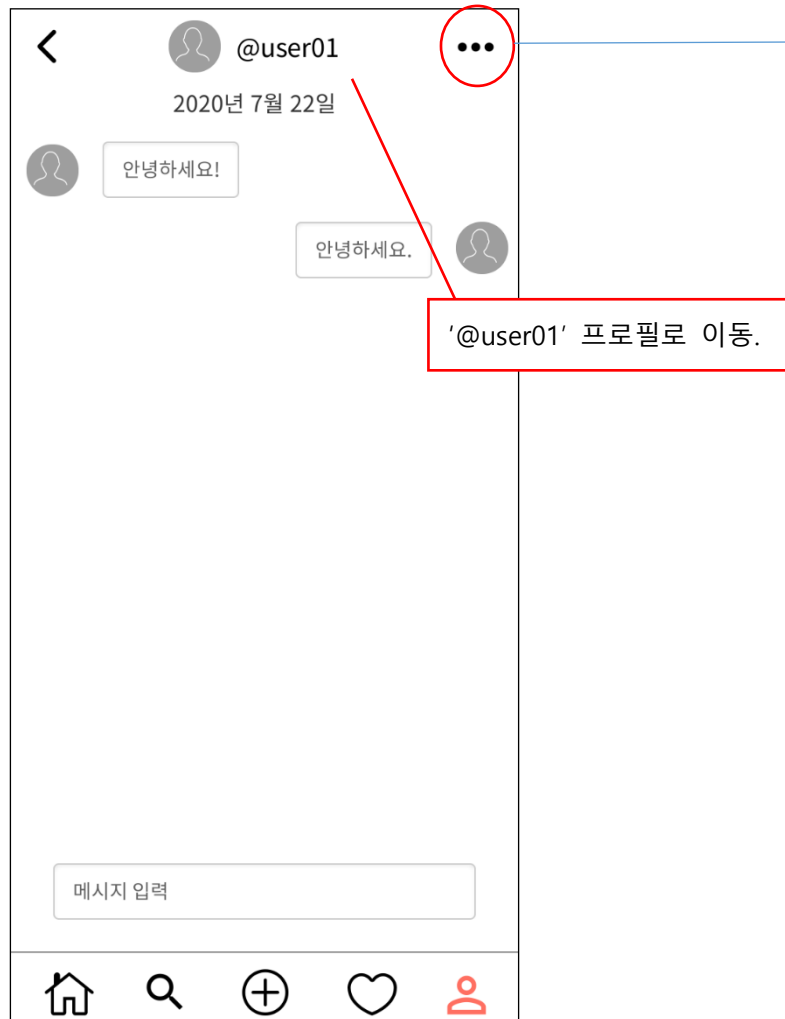 @user01
2020년 7월 22일
안녕하세요!
안녕하세요.
‘@user01’ 프로필로 이동.
메시지 입력